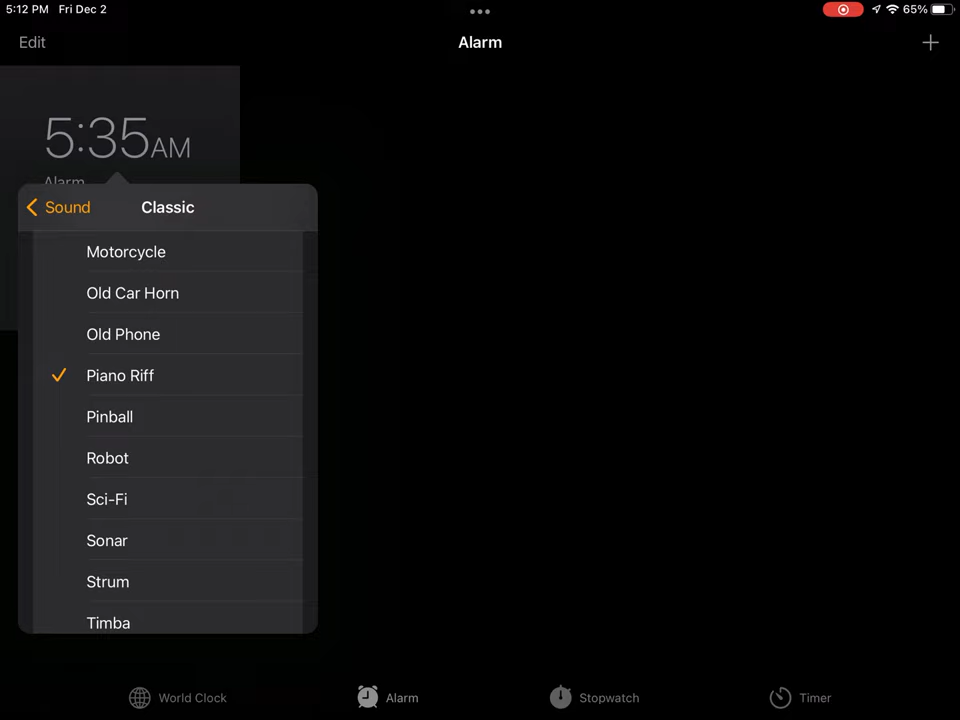 5:12 PM Fri Dec 2
65%
Edit
Alarm
5:35AM
Alarm
Sound
Classic
Motorcycle
Old Car Horn
Old Phone
Piano Riff
Pinball
Robot
Sci-Fi
Sonar
Strum
Timba
World Clock
Alarm
Stopwatch
Timer